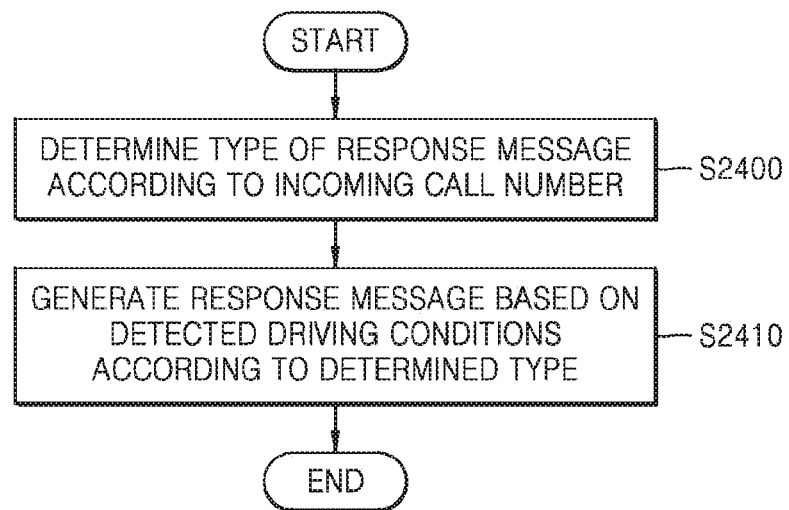 START
DETERMINE TYPE OF RESPONSE MESSAGE
ACCORDING TO INCOMING CALL NUMBER
S2400
GENERATE RESPONSE MESSAGE BASED ON
DETECTED DRIVING CONDITIONS
ACCORDING TO DETERMINED TYPE
S2410
END